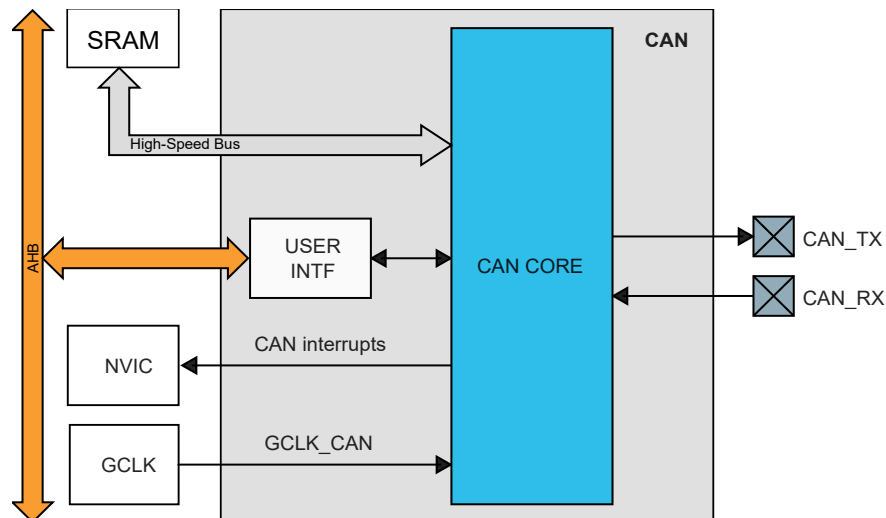 SRAM
CAN
High-Speed Bus
AHB
USER
INTF
CAN CORE
CAN_TX
CAN_RX
CAN interrupts
NVIC
GCLK_CAN
GCLK